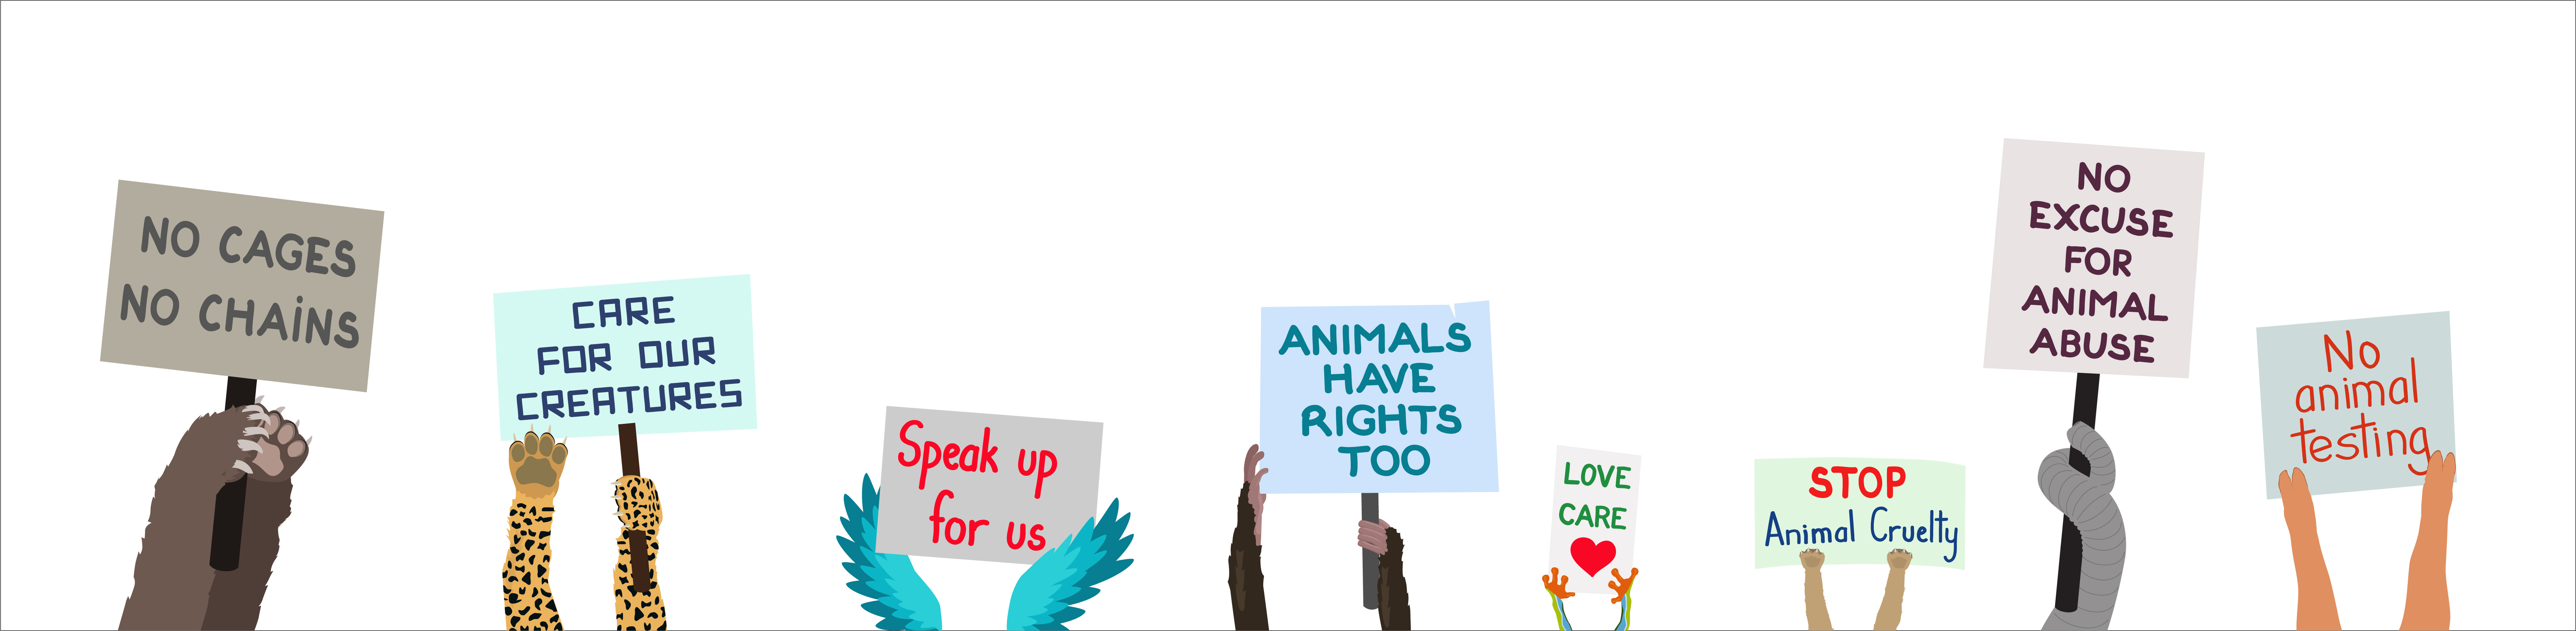 NO CAGES
NO CHAiNS
CARE
FOR OUR
CREATURES
Speak up
for us
ANIMALS
HAVE
RIGHTS
TOO
LOVE
CARE
STOP
Animal Cruelty
NO
EXCUSE
FOR
ANIMAL
ABUSE
No
animal
testing